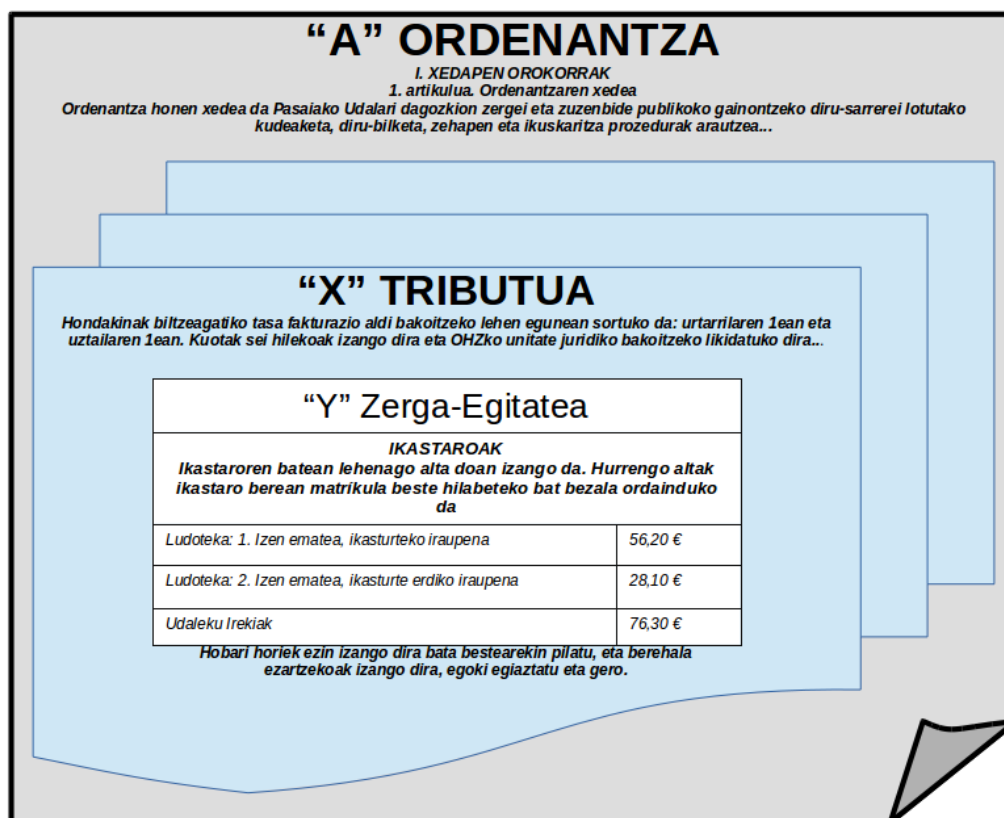 “A” ORDENANTZA
I. XEDAPEN OROKORRAK
1. artikulua. Ordenantzaren xedea
Ordenantza honen xedea da Pasaiako Udalari dagozkion zergei eta zuzenbide publikoko gainontzeko diru-sarrerei lotutako
kudeaketa, diru-bilketa, zehapen eta ikuskaritza prozedurak arautzea...
“X” TRIBUTUA
Hondakinak biltzeagatiko tasa fakturazio aldi bakoitzeko lehen egunean sortuko da: urtarrilaren 1ean eta
uztailaren 1ean. Kuotak sei hilekoak izango dira eta OHZko unitate juridiko bakoitzeko likidatuko dira...
“Y” Zerga-Egitatea
IKASTAROAK
Ikastaroren batean lehenago alta doan izango da. Hurrengo altak
ikastaro berean matríkula beste hilabeteko bat bezala ordainduko
da
Ludoteka: 1. Izen ematea, ikasturteko iraupena 56,20 €
Ludoteka: 2. Izen ematea, ikasturte erdiko iraupena 28,10 €
Udaleku Irekiak 76,30 €
Hobari horiek ezin izango dira bata bestearekin pilatu, eta berehala
ezartzekoak izango dira, egoki egiaztatu eta gero.